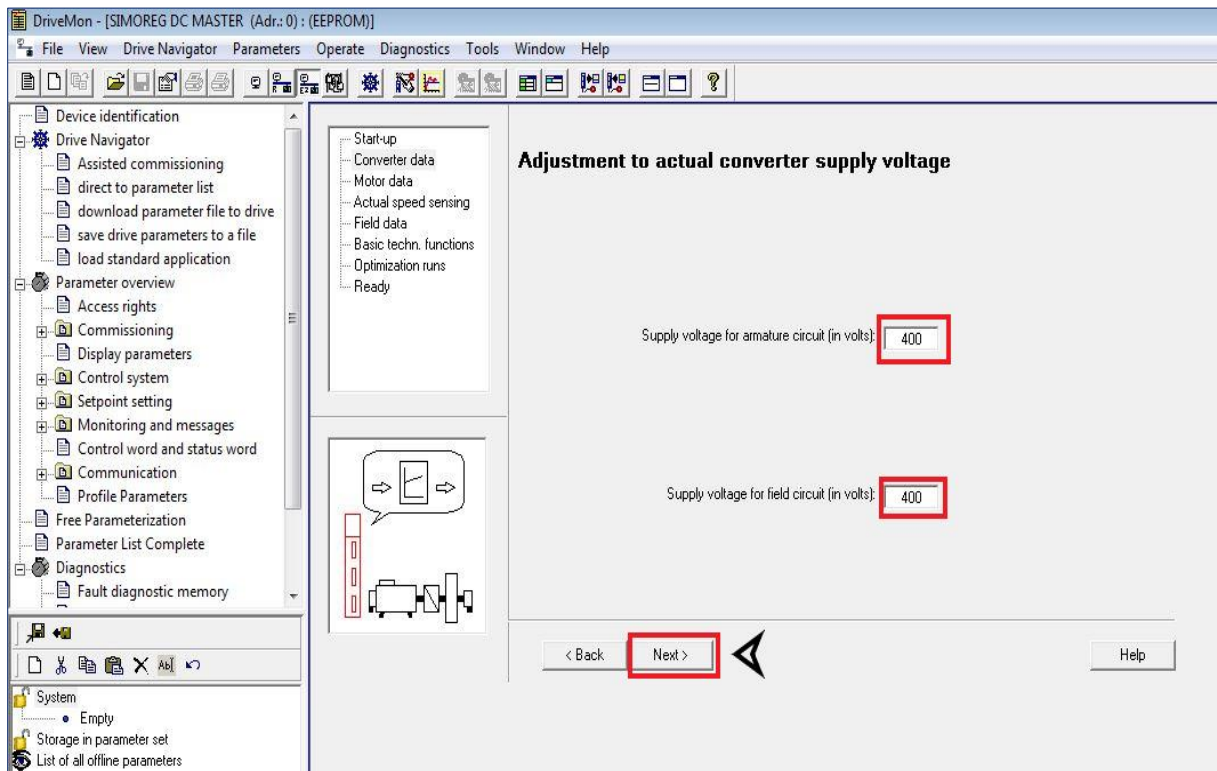 DriveMon - [SIMOREG DC MASTER (Adr.: 0) : (EEPROM)]
File View Drive Navigator Parameters Operate Diagnostics Tools Window Help
Device identification
Drive Navigator
Assisted commissioning
direct to parameter list
download parameter file to drive
save drive parameters to a file
load standard application
Parameter overview
Access rights
Commissioning
Display parameters
Control system
Setpoint setting
Monitoring and messages
Control word and status word
Communication
Profile Parameters
Free Parameterization
Parameter List Complete
Diagnostics
Fault diagnostic memory
System
Empty
Storage in parameter set
List of all offline parameters
Start-up
Converter data
Motor data
Actual speed sensing
Field data
Basic techn. functions
Optimization runs
Ready
Adjustment to actual converter supply voltage
Supply voltage for armature circuit (in volts): 400
Supply voltage for field circuit (in volts): 400
< Back Next > Help